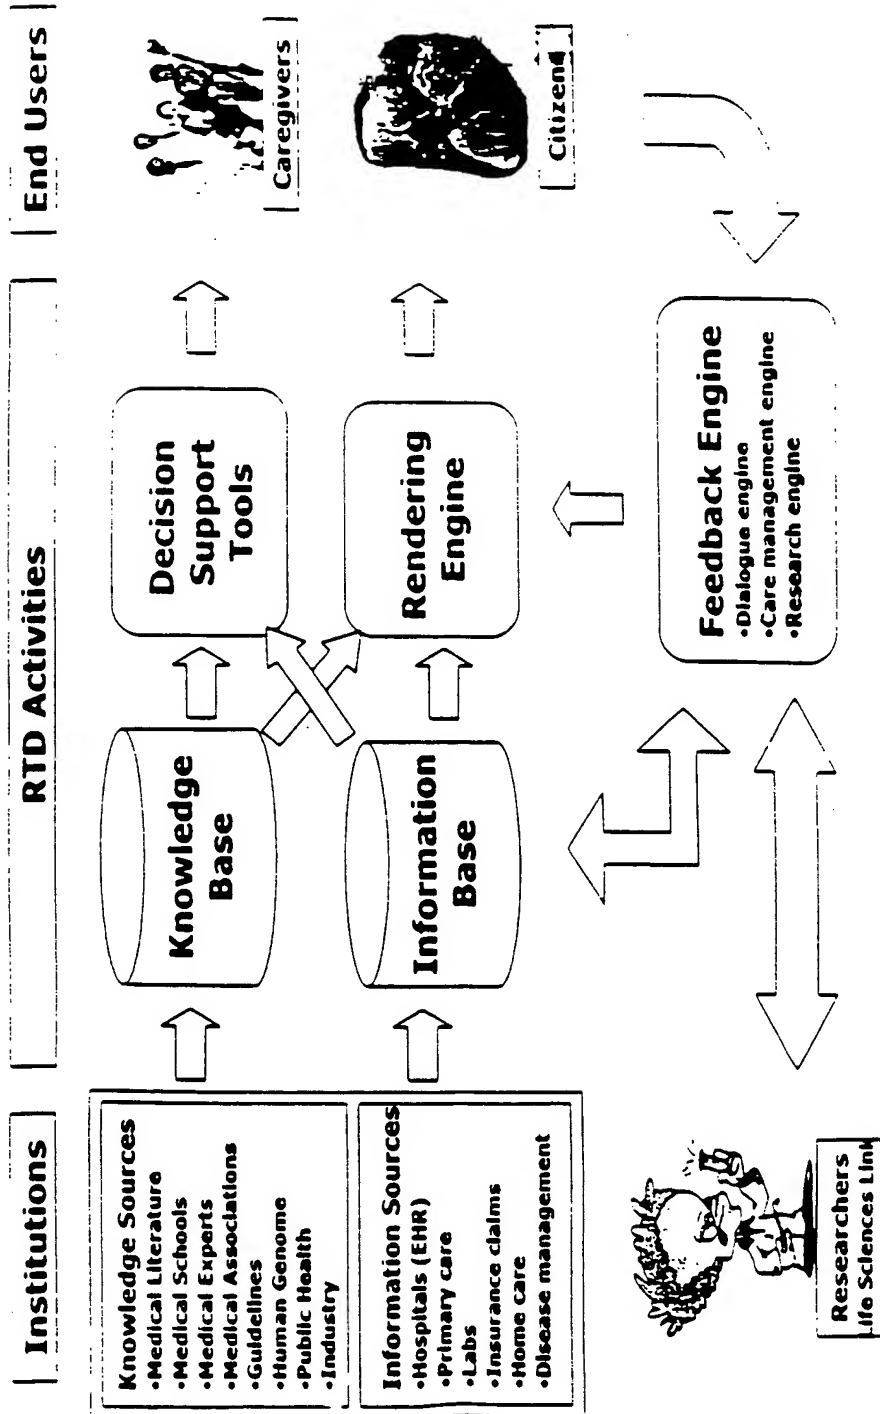 Institutions
RTD Activities
End Users
Knowledge Sources
•Medical Literature
•Medical Schools
•Medical Experts
•Medical Associations
•Guidelines
•Human Genome
•Public Health
•Industry
Information Sources
•Hospitals (EHR)
•Primary care
•Labs
•Insurance claims
•Home care
•Disease management
Knowledge
Base
Information
Base
Decision
Support
Tools
Rendering
Engine
Caregivers
Citizens
Researchers
Life Sciences Link
Feedback Engine
•Dialogue engine
•Care management engine
•Research engine